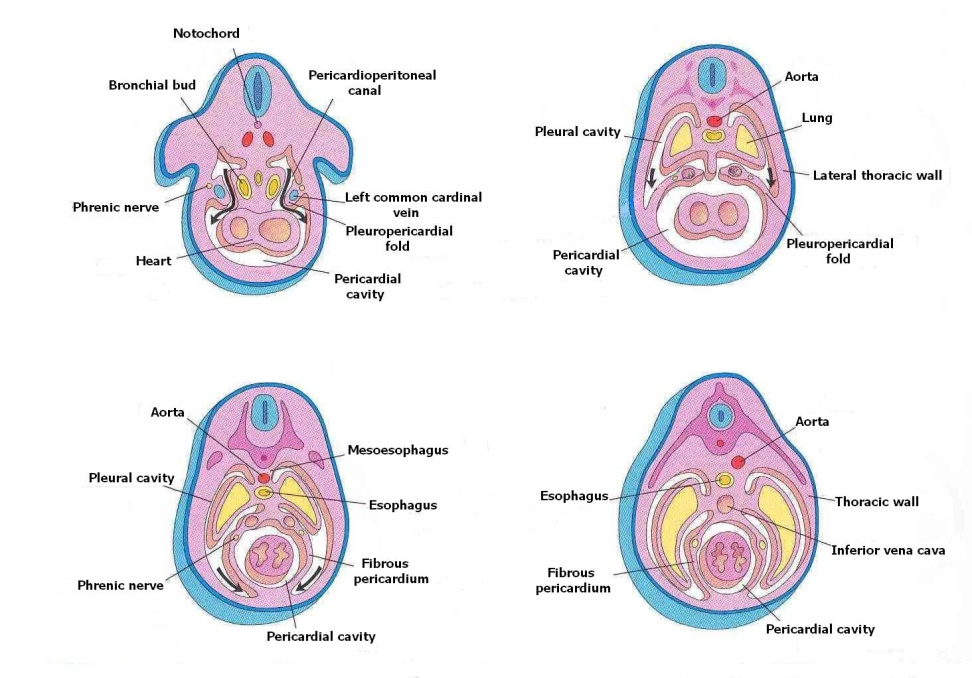 Notochord
Bronchial bud
Pericardioperitoneal
canal
Phrenic nerve
Left common cardinal
vein
Pleuropericardial
fold
Heart
Pericardial
cavity
Aorta
Lung
Pleural cavity
Lateral thoracic wall
Pleuropericardial
fold
Pericardial
cavity
Aorta
Mesoesophagus
Pleural cavity
Esophagus
Fibrous
pericardium
Phrenic nerve
Pericardial cavity
Aorta
Esophagus
Thoracic wall
Inferior vena cava
Fibrous
pericardium
Pericardial cavity